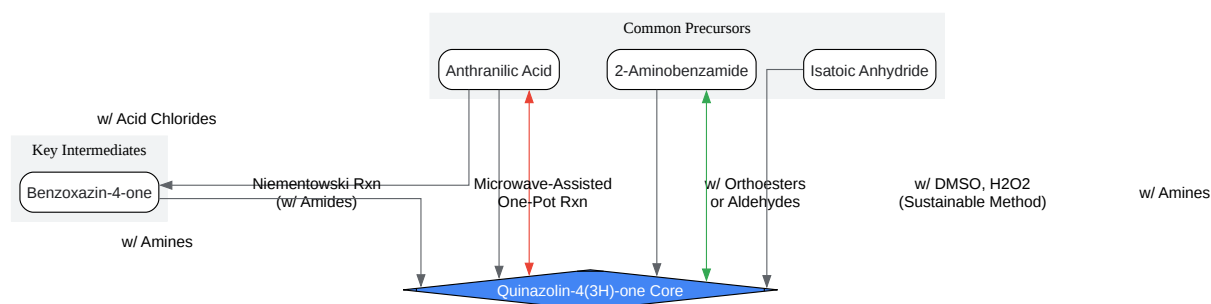 Common Precursors
Anthranilic Acid
2-Aminobenzamide
Isatoic Anhydride
w/ Acid Chlorides
Key Intermediates
Benzoxazin-4-one
Niementowski Rxn
(w/ Amides)
Microwave-Assisted
One-Pot Rxn
w/ Orthoesters
or Aldehydes
w/ DMSO, H2O2
(Sustainable Method)
w/ Amines
w/ Amines
Quinazolin-4(3H)-one Core